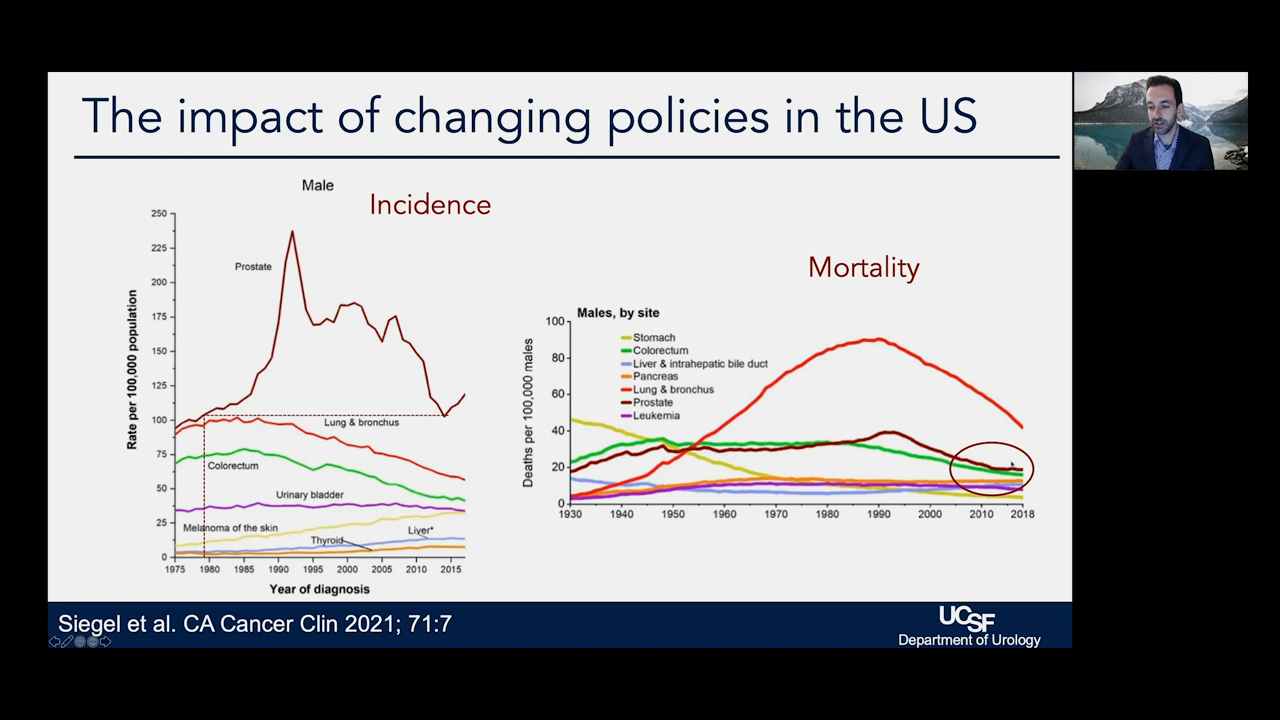 The impact of changing policies in the US
Male
Incidence
250
225
200
175
150
125
100
75
50
25
0
Rate per 100,000 population
Prostate
Lung & bronchus
Colorectum
Urinary bladder
Melanoma of the skin
Thyroid
Liver*
1975 1980 1985 1990 1995 2000 2005 2010 2015
Year of diagnosis
Mortality
Males, by site
100
80
60
40
20
0
Deaths per 100,000 males
Stomach
Colorectum
Liver & intrahepatic bile duct
Pancreas
Lung & bronchus
Prostate
Leukemia
1930 1940 1950 1960 1970 1980 1990 2000 2010 2018
Siegel et al. CA Cancer Clin 2021; 71:7
UCSF
Department of Urology